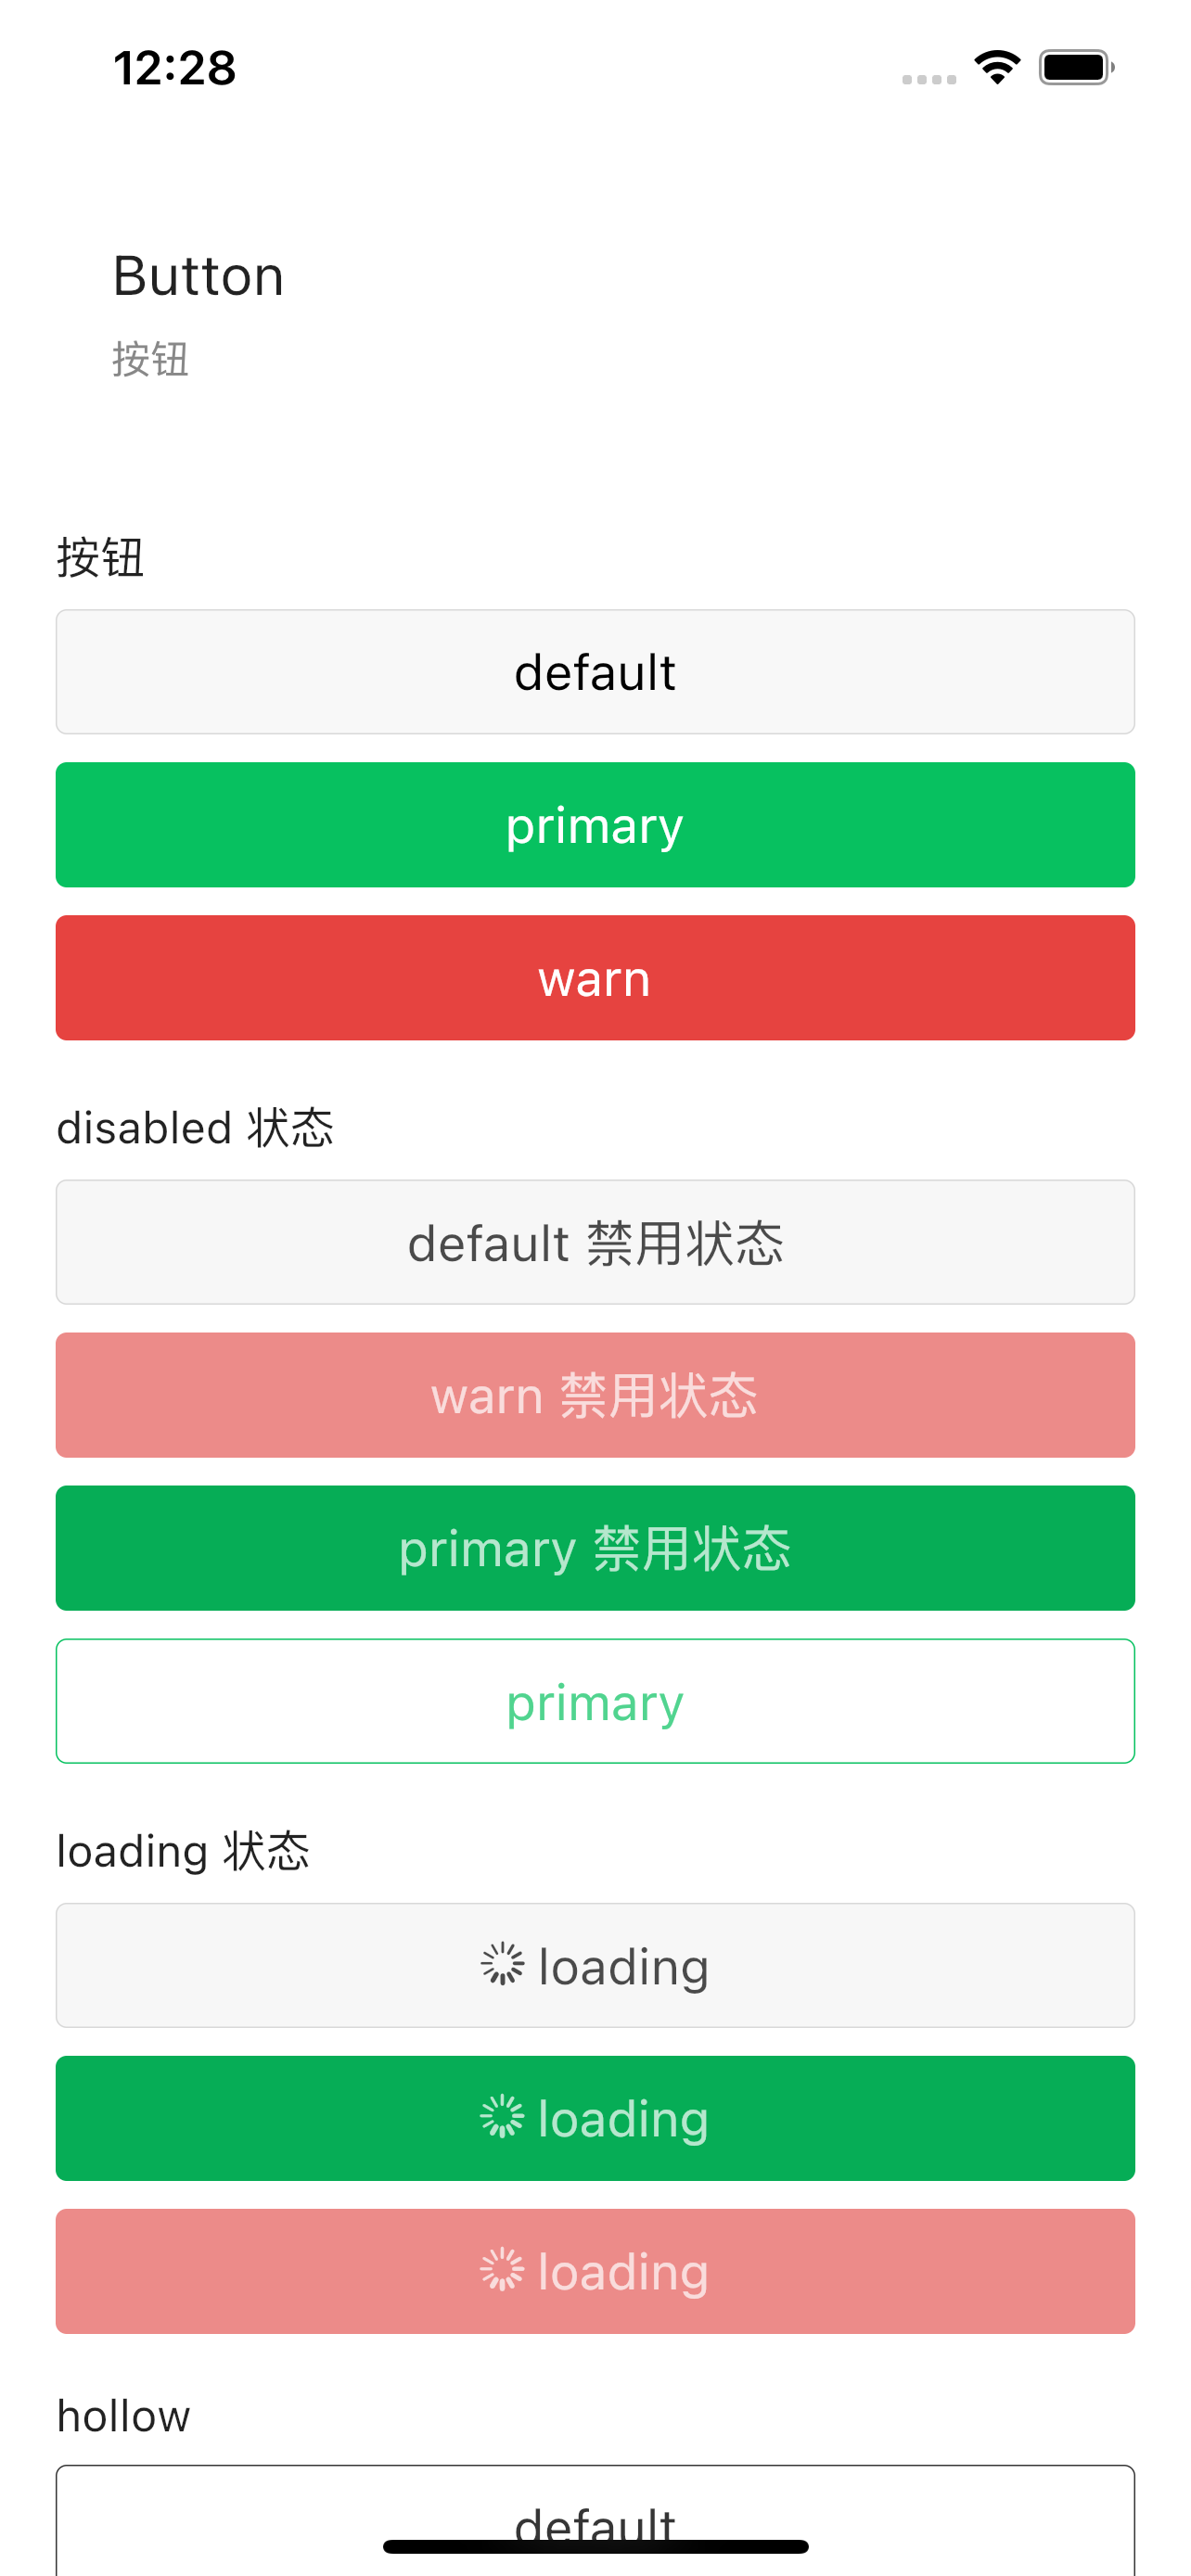 12:28
Button
按钮
按钮
default
primary
warn
disabled 状态
default 禁用状态
warn 禁用状态
primary 禁用状态
primary
loading 状态
loading
loading
loading
hollow
default